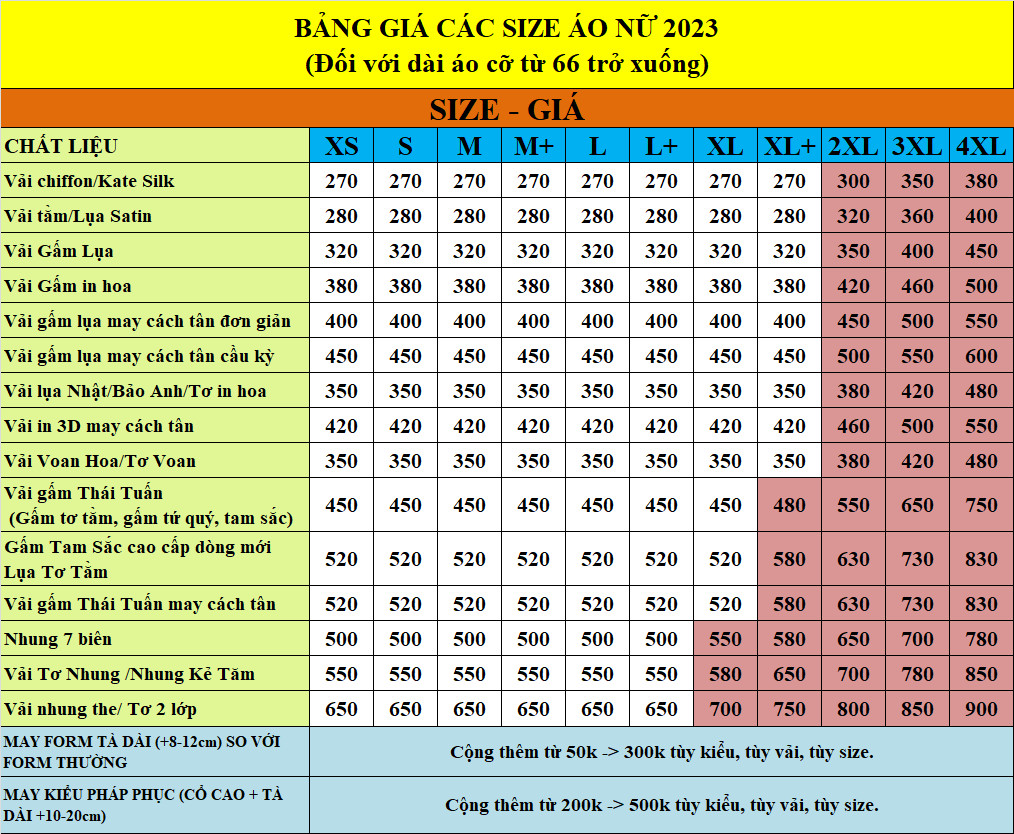 BẢNG GIÁ CÁC SIZE ÁO NỮ 2023
(Đối với dài áo cỡ từ 66 trở xuống)
SIZE - GIÁ
CHẤT LIỆU XS S M M+ L L+ XL XL+ 2XL 3XL 4XL
Vải chiffon/Kate Silk 270 270 270 270 270 270 270 270 300 350 380
Vải tằm/Lụa Satin 280 280 280 280 280 280 280 280 320 360 400
Vải Gấm Lụa 320 320 320 320 320 320 320 320 350 400 450
Vải Gấm in hoa 380 380 380 380 380 380 380 380 420 460 500
Vải gấm lụa may cách tân đơn giản 400 400 400 400 400 400 400 400 450 500 550
Vải gấm lụa may cách tân cầu kỳ 450 450 450 450 450 450 450 450 500 550 600
Vải lụa Nhật/Bảo Anh/Tơ in hoa 350 350 350 350 350 350 350 350 380 420 480
Vải in 3D may cách tân 420 420 420 420 420 420 420 420 460 500 550
Vải Voan Hoa/Tơ Voan 350 350 350 350 350 350 350 350 380 420 480
Vải gấm Thái Tuấn
(Gấm tơ tằm, gấm tứ quý, tam sắc) 450 450 450 450 450 450 450 480 550 650 750
Gấm Tam Sắc cao cấp dòng mới
Lụa Tơ Tằm 520 520 520 520 520 520 520 580 630 730 830
Vải gấm Thái Tuấn may cách tân 520 520 520 520 520 520 520 580 630 730 830
Nhung 7 biên 500 500 500 500 500 500 550 580 650 700 780
Vải Tơ Nhung /Nhung Kẻ Tăm 550 550 550 550 550 550 580 650 700 780 850
Vải nhung the/ Tơ 2 lớp 650 650 650 650 650 650 700 750 800 850 900
MAY FORM TÀ DÀI (+8-12cm) SO VỚI
FORM THƯỜNG
Cộng thêm từ 50k -> 300k tùy kiểu, tùy vải, tùy size.
MAY KIỂU PHÁP PHỤC (CỔ CAO + TÀ
DÀI +10-20cm)
Cộng thêm từ 200k -> 500k tùy kiểu, tùy vải, tùy size.